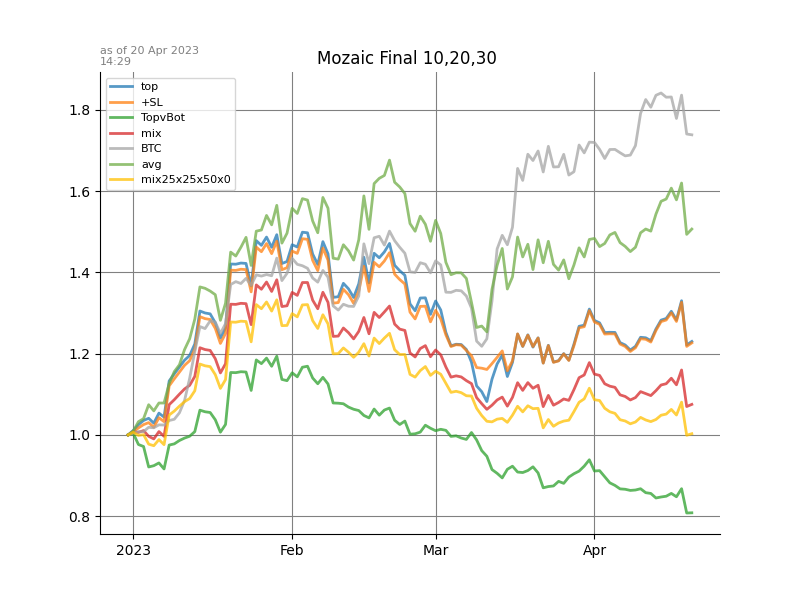 as of 20 Apr 2023
14:29
Mozaic Final 10,20,30
top
+SL
TopvBot
mix
BTC
avg
mix25x25x50x0
1.8
1.6
1.4
1.2
1.0
0.8
2023
Feb
Mar
Apr